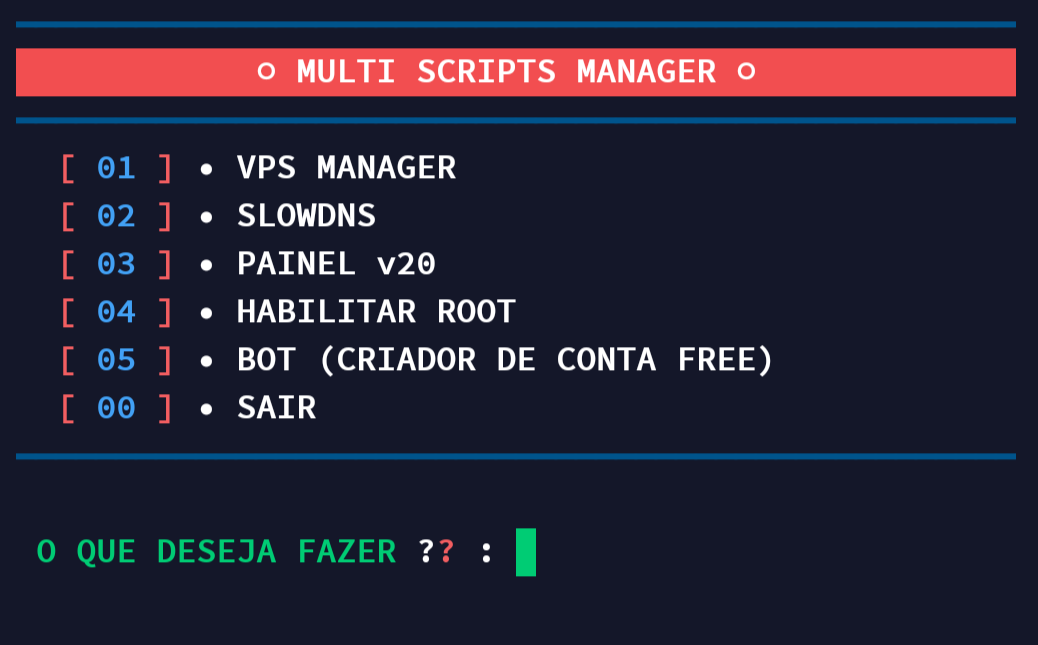 ○ MULTI SCRIPTS MANAGER ○
[ 01 ] • VPS MANAGER
[ 02 ] • SLOWDNS
[ 03 ] • PAINEL v20
[ 04 ] • HABILITAR ROOT
[ 05 ] • BOT (CRIADOR DE CONTA FREE)
[ 00 ] • SAIR
O QUE DESEJA FAZER ?? :